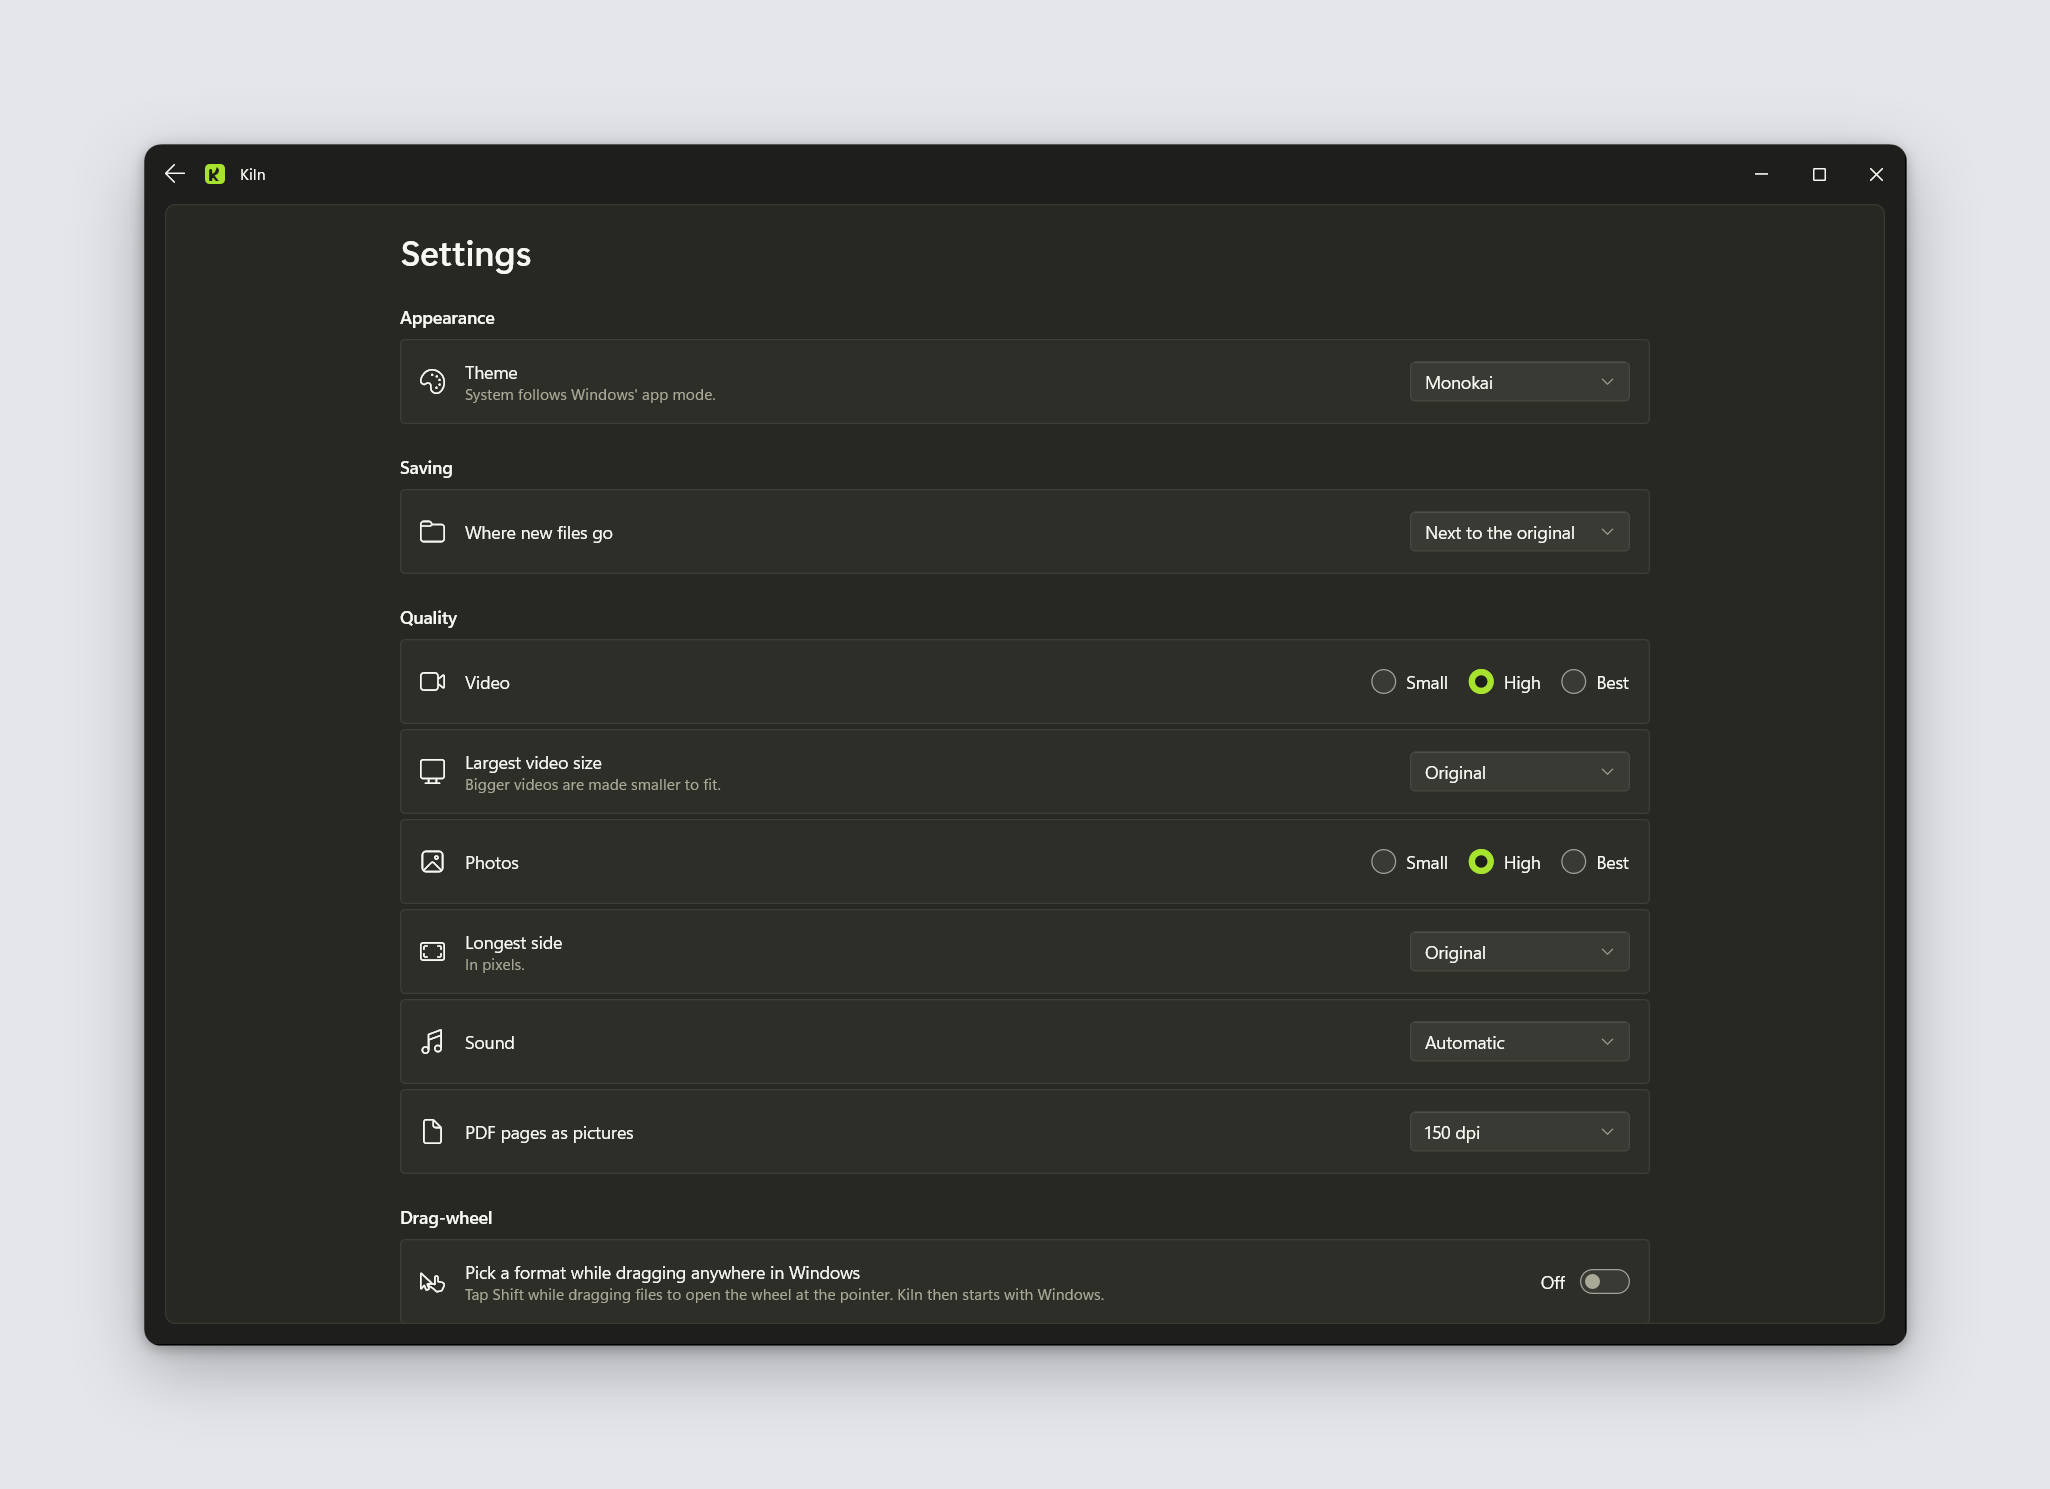 Kiln
Settings
Appearance
Theme
System follows Windows' app mode.
Monokai
Saving
Where new files go
Next to the original
Quality
Video
Small
High
Best
Largest video size
Bigger videos are made smaller to fit.
Original
Photos
Small
High
Best
Longest side
In pixels.
Original
Sound
Automatic
PDF pages as pictures
150 dpi
Drag-wheel
Pick a format while dragging anywhere in Windows
Tap Shift while dragging files to open the wheel at the pointer. Kiln then starts with Windows.
Off